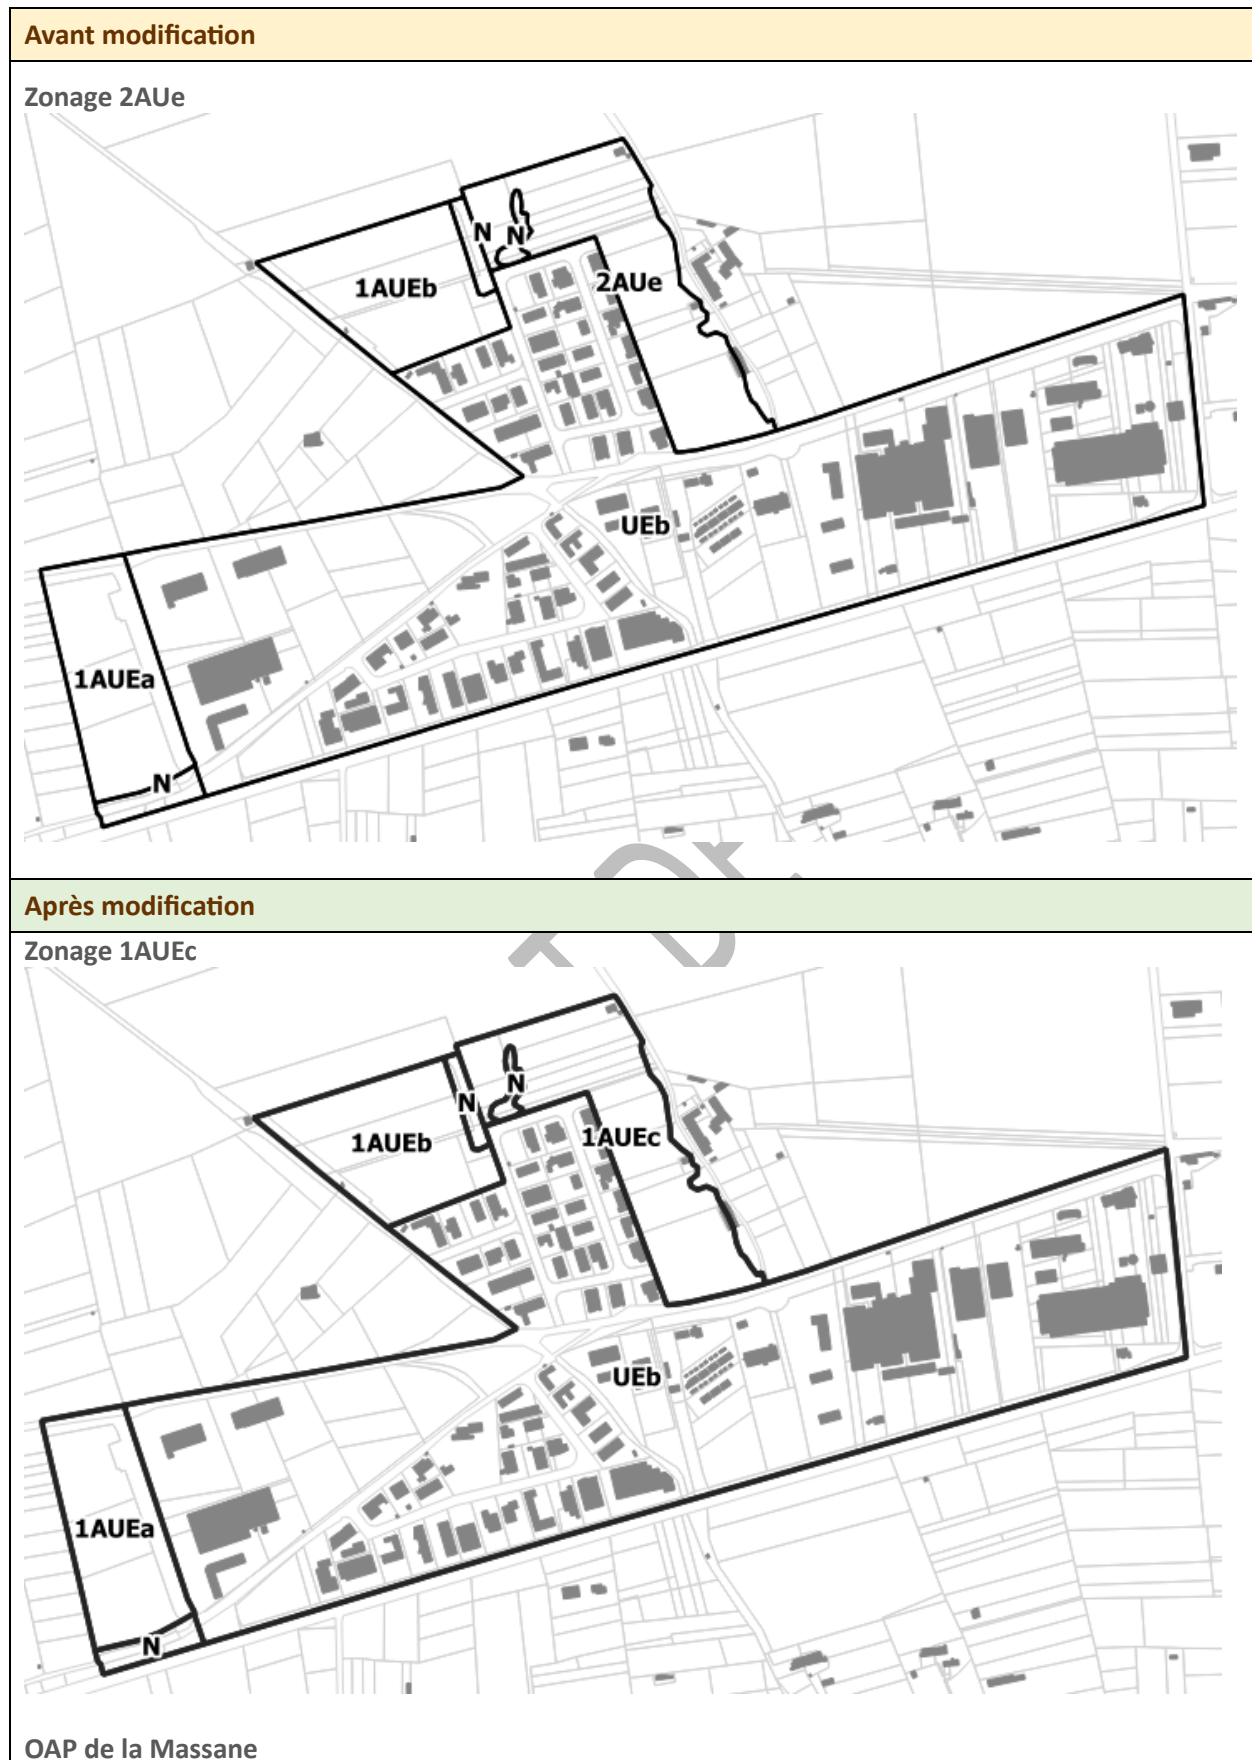 Avant modification
Zonage 2AUe
N
N
1AUEb
2AUe
UEb
1AUEa
N
Après modification
Zonage 1AUEc
N
N
1AUEb
1AUEc
UEb
1AUEa
N
OAP de la Massane